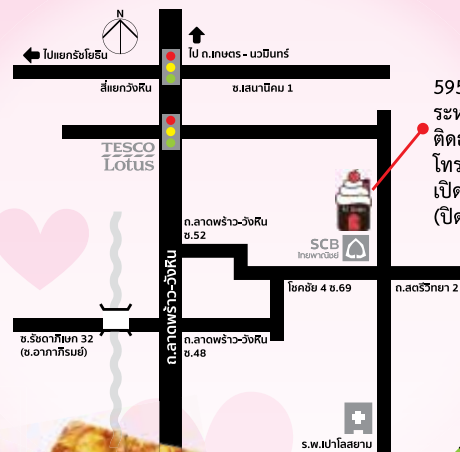 N
ไปแยกรัชโยธิน
ไป ถ.เกษตร - นวมินทร์
สี่แยกวังหิน
ซ.เสนานิคม 1
TESCO
Lotus
595
ระห
ติดถ
โทร
เปิด
(ปิด
ถ.ลาดพร้าว-วังหิน
ซ.52
SCB
ไทยพาณิชย์
โชคชัย 4 ซ.69
ถ.สตรีวิทยา 2
ถ.ลาดพร้าว-วังหิน
ซ.รัชดาภิเษก 32
(ซ.อาภาภิรมย์)
ถ.ลาดพร้าว-วังหิน
ซ.48
ร.พ.เปาโลสยาม